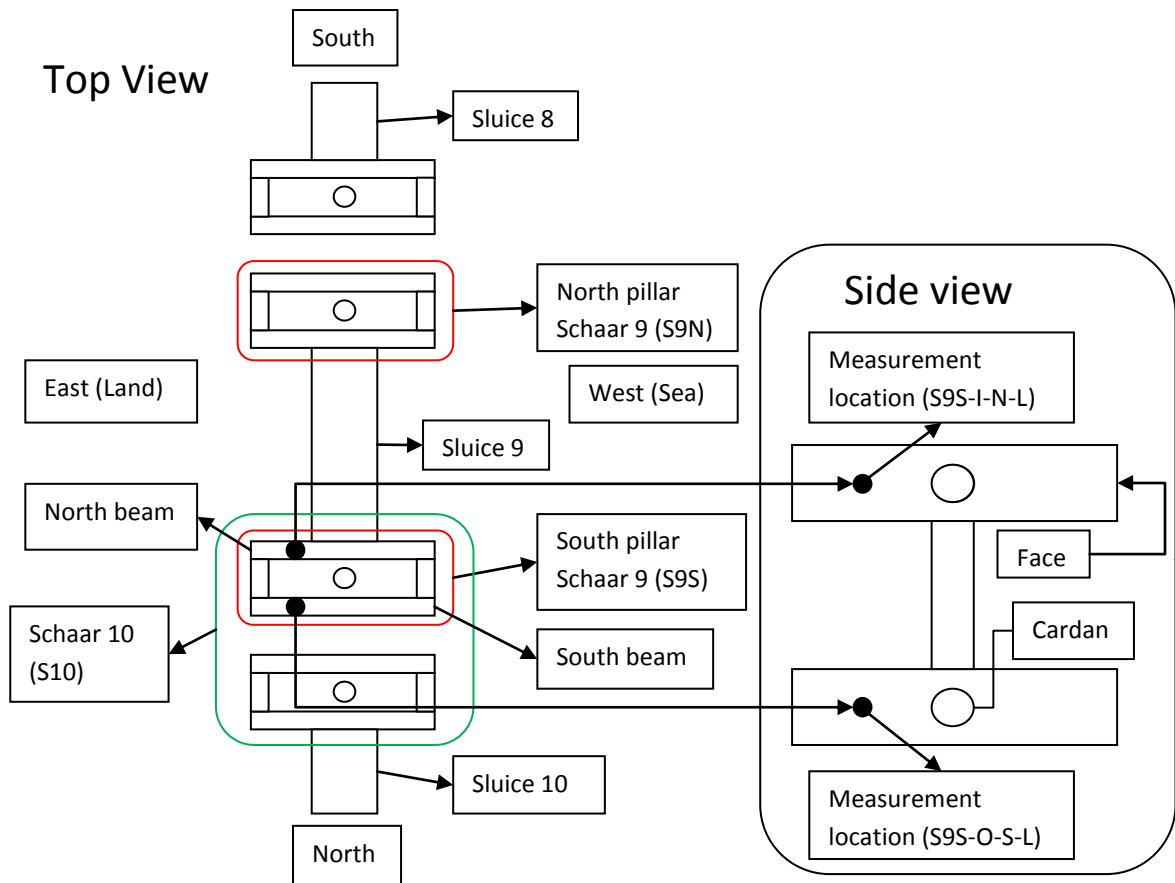 South
Top View
Sluice 8
North pillar
Schaar 9 (S9N)
East (Land)
West (Sea)
Sluice 9
North beam
South pillar
Schaar 9 (S9S)
Schaar 10
(S10)
South beam
Sluice 10
North
Side view
Measurement
location (S9S-I-N-L)
Face
Cardan
Measurement
location (S9S-O-S-L)